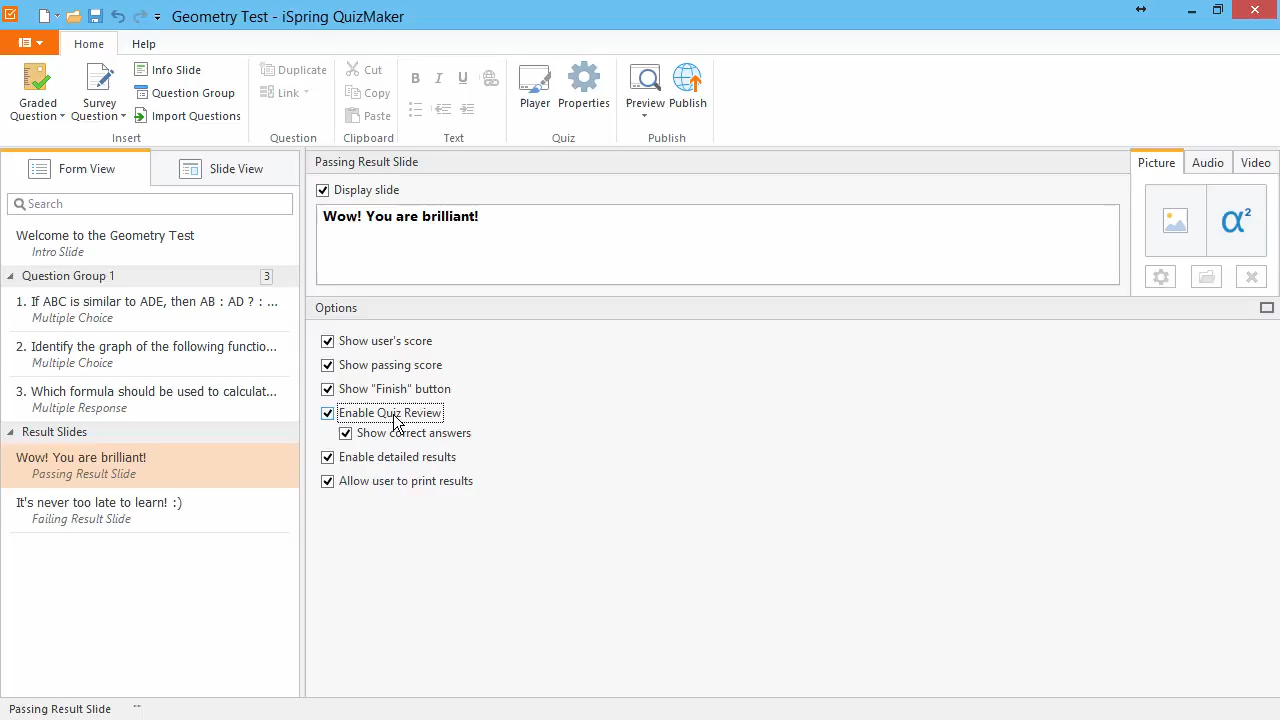 Geometry Test - iSpring QuizMaker
Home
Help
Graded Question
Survey Question
Info Slide
Question Group
Import Questions
Insert
Duplicate
Link
Question
Cut
Copy
Paste
Clipboard
B I U
Text
Player
Properties
Quiz
Preview
Publish
Publish
Form View
Slide View
Search
Welcome to the Geometry Test
Intro Slide
Question Group 1 3
1. If ABC is similar to ADE, then AB : AD ? : ...
Multiple Choice
2. Identify the graph of the following functio...
Multiple Choice
3. Which formula should be used to calculat...
Multiple Response
Result Slides
Wow! You are brilliant!
Passing Result Slide
It's never too late to learn! :)
Failing Result Slide
Passing Result Slide
Display slide
Wow! You are brilliant!
Picture
Audio
Video
α²
Options
Show user's score
Show passing score
Show "Finish" button
Enable Quiz Review
Show correct answers
Enable detailed results
Allow user to print results
Passing Result Slide